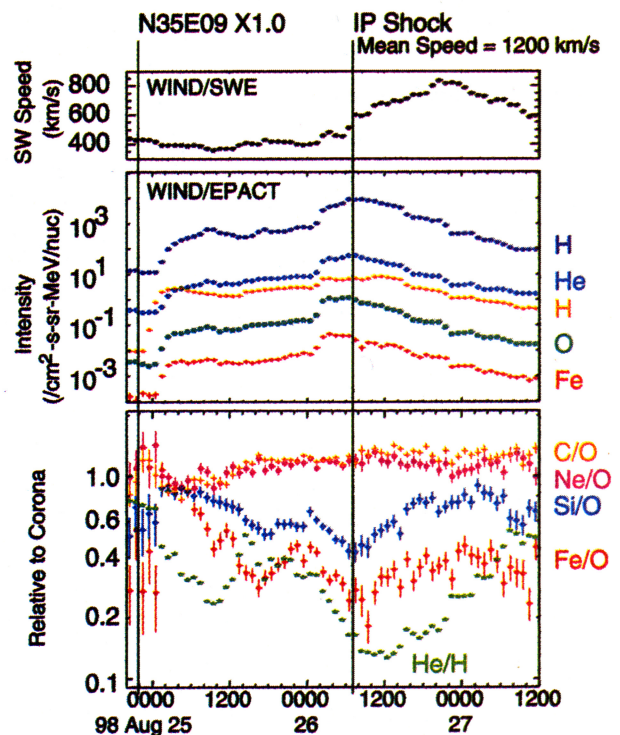 N35E09 X1.0
IP Shock
Mean Speed = 1200 km/s
WIND/SWE
SW Speed
(km/s)
800
600
400
WIND/EPACT
Intensity
(/cm²-s-sr-MeV/nuc)
10³
10¹
10⁻¹
10⁻³
H
He
H
O
Fe
Relative to Corona
1.0
0.6
0.4
0.2
0.1
C/O
Ne/O
Si/O
Fe/O
He/H
0000 1200 0000 1200 0000 1200
98 Aug 25 26 27